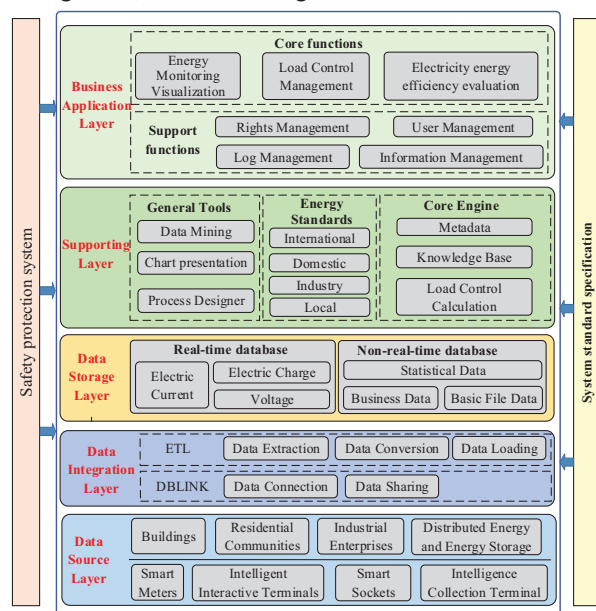 Core functions
Business
Application
Layer
Energy
Monitoring
Visualization
Load Control
Management
Electricity energy
efficiency evaluation
Support
functions
Rights Management
User Management
Log Management
Information Management
Supporting
Layer
General Tools
Data Mining
Chart presentation
Process Designer
Energy
Standards
International
Domestic
Industry
Local
Core Engine
Metadata
Knowledge Base
Load Control
Calculation
Data
Storage
Layer
Real-time database
Electric
Current
Electric Charge
Voltage
Non-real-time database
Statistical Data
Business Data
Basic File Data
Data
Integration
Layer
ETL
Data Extraction
Data Conversion
Data Loading
DBLINK
Data Connection
Data Sharing
Data
Source
Layer
Buildings
Residential
Communities
Industrial
Enterprises
Distributed Energy
and Energy Storage
Smart
Meters
Intelligent
Interactive Terminals
Smart
Sockets
Intelligence
Collection Terminal
Safety protection system
System standard specification